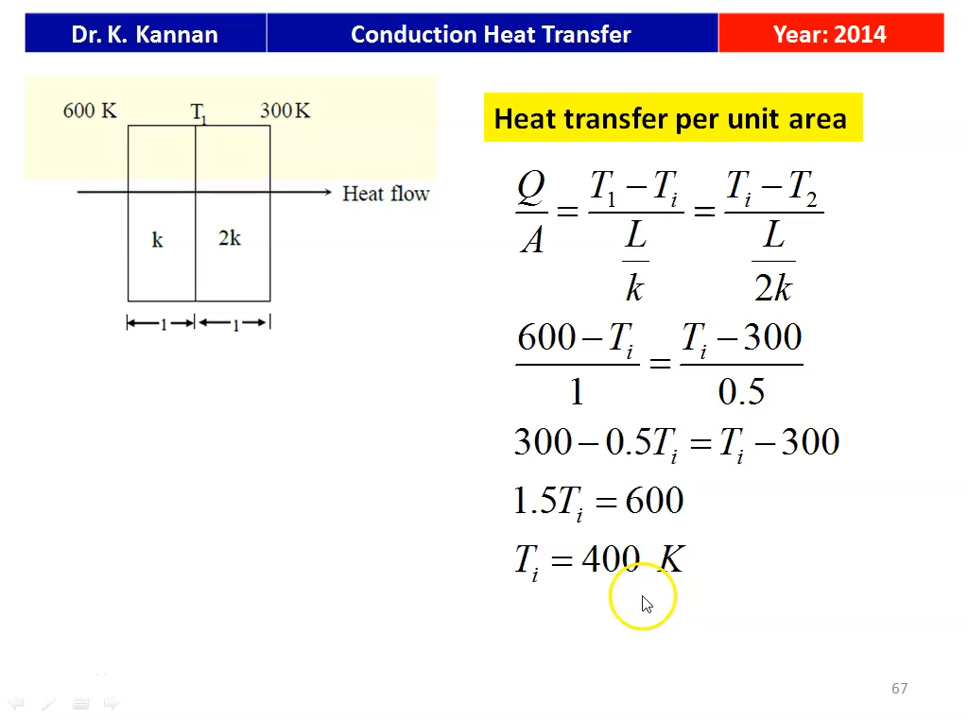 Dr. K. Kannan Conduction Heat Transfer Year: 2014
600 K T₁ 300K
Heat flow
k 2k
1 1
Heat transfer per unit area
Q/A = (T₁ − Tᵢ)/(L/k) = (Tᵢ − T₂)/(L/2k)
(600 − Tᵢ)/1 = (Tᵢ − 300)/0.5
300 − 0.5Tᵢ = Tᵢ − 300
1.5Tᵢ = 600
Tᵢ = 400 K
67